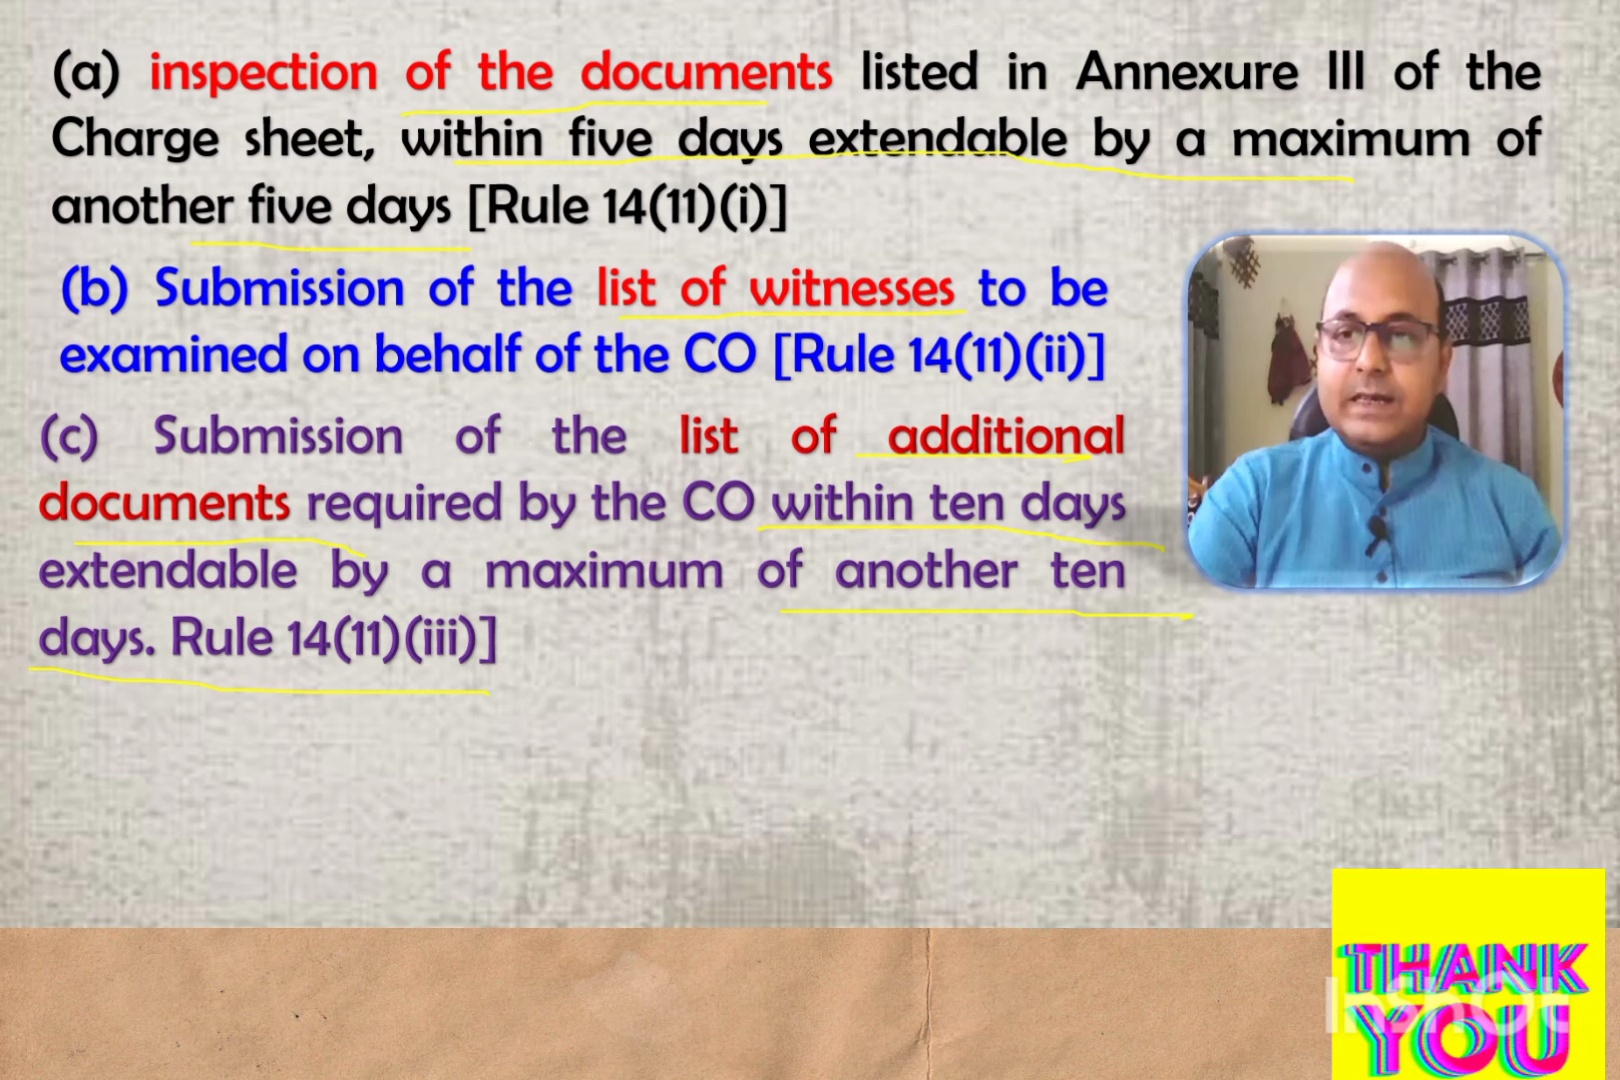 (a) inspection of the documents listed in Annexure III of the
Charge sheet, within five days extendable by a maximum of
another five days [Rule 14(11)(i)]
(b) Submission of the list of witnesses to be
examined on behalf of the CO [Rule 14(11)(ii)]
(c) Submission of the list of additional
documents required by the CO within ten days
extendable by a maximum of another ten
days. Rule 14(11)(iii)]
THANK
InShOt
YOU